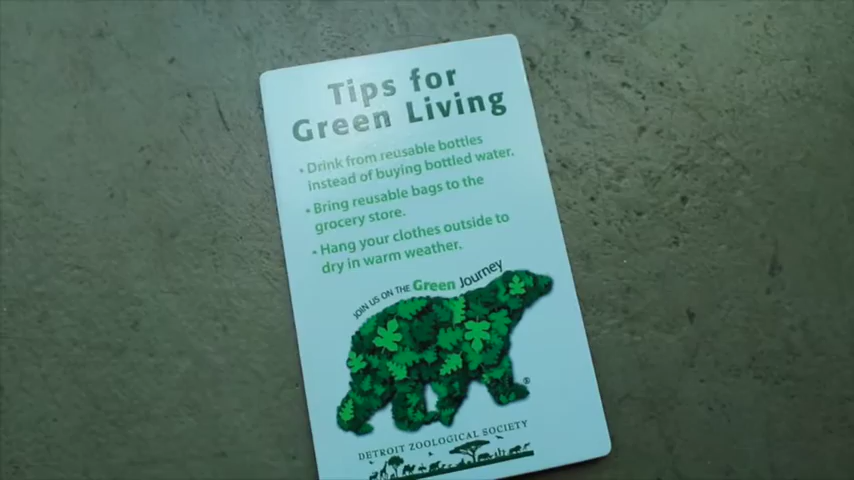 Tips for
Green Living
• Drink from reusable bottles
instead of buying bottled water.
• Bring reusable bags to the
grocery store.
• Hang your clothes outside to
dry in warm weather.
JOIN US ON THE Green Journey
®
DETROIT ZOOLOGICAL SOCIETY